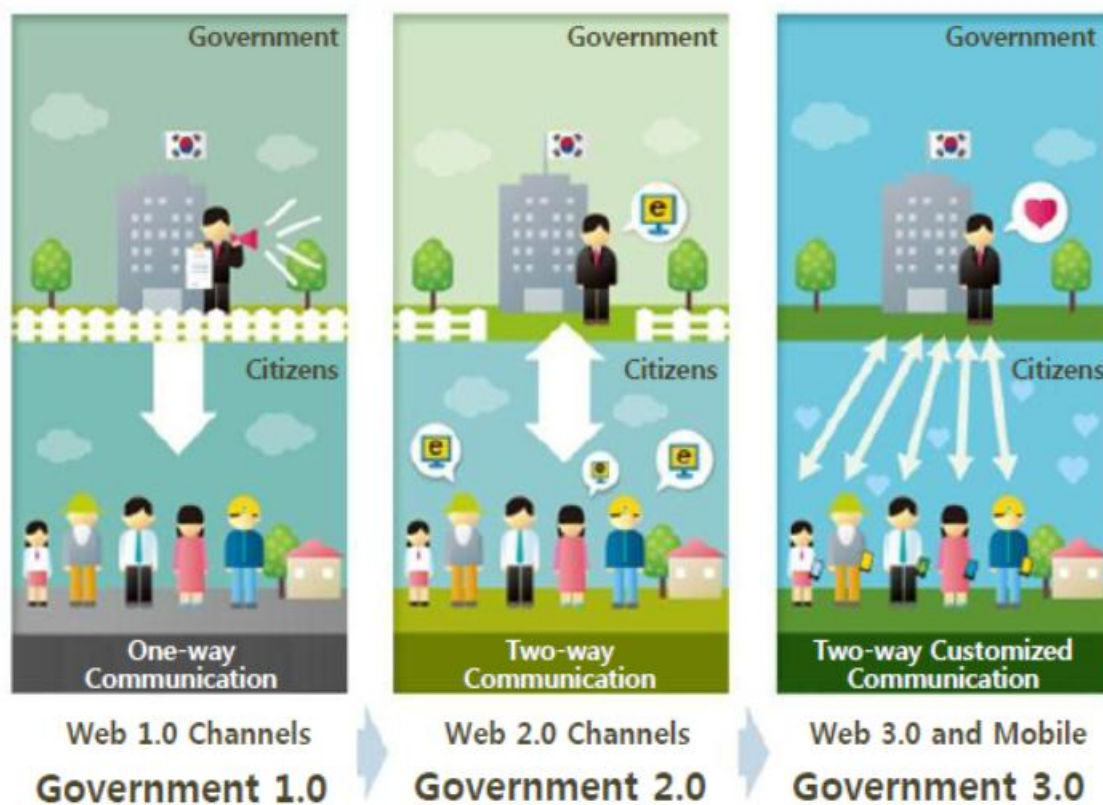 Government
Citizens
One-way
Communication
Web 1.0 Channels
Government 1.0
Government
e
Citizens
e
e
e
Two-way
Communication
Web 2.0 Channels
Government 2.0
Government
Citizens
Two-way Customized
Communication
Web 3.0 and Mobile
Government 3.0